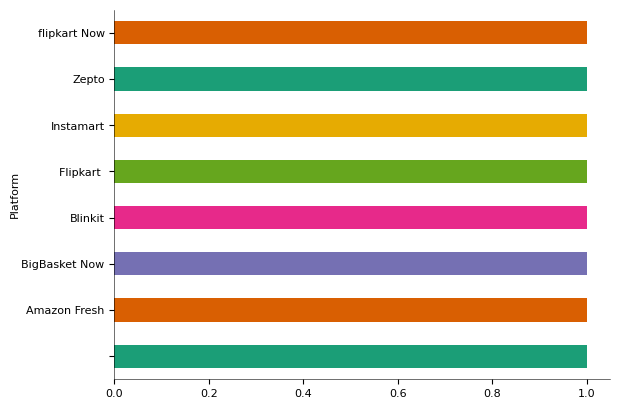 flipkart Now
Zepto
Instamart
Flipkart
Blinkit
BigBasket Now
Amazon Fresh
Platform
0.0 0.2 0.4 0.6 0.8 1.0